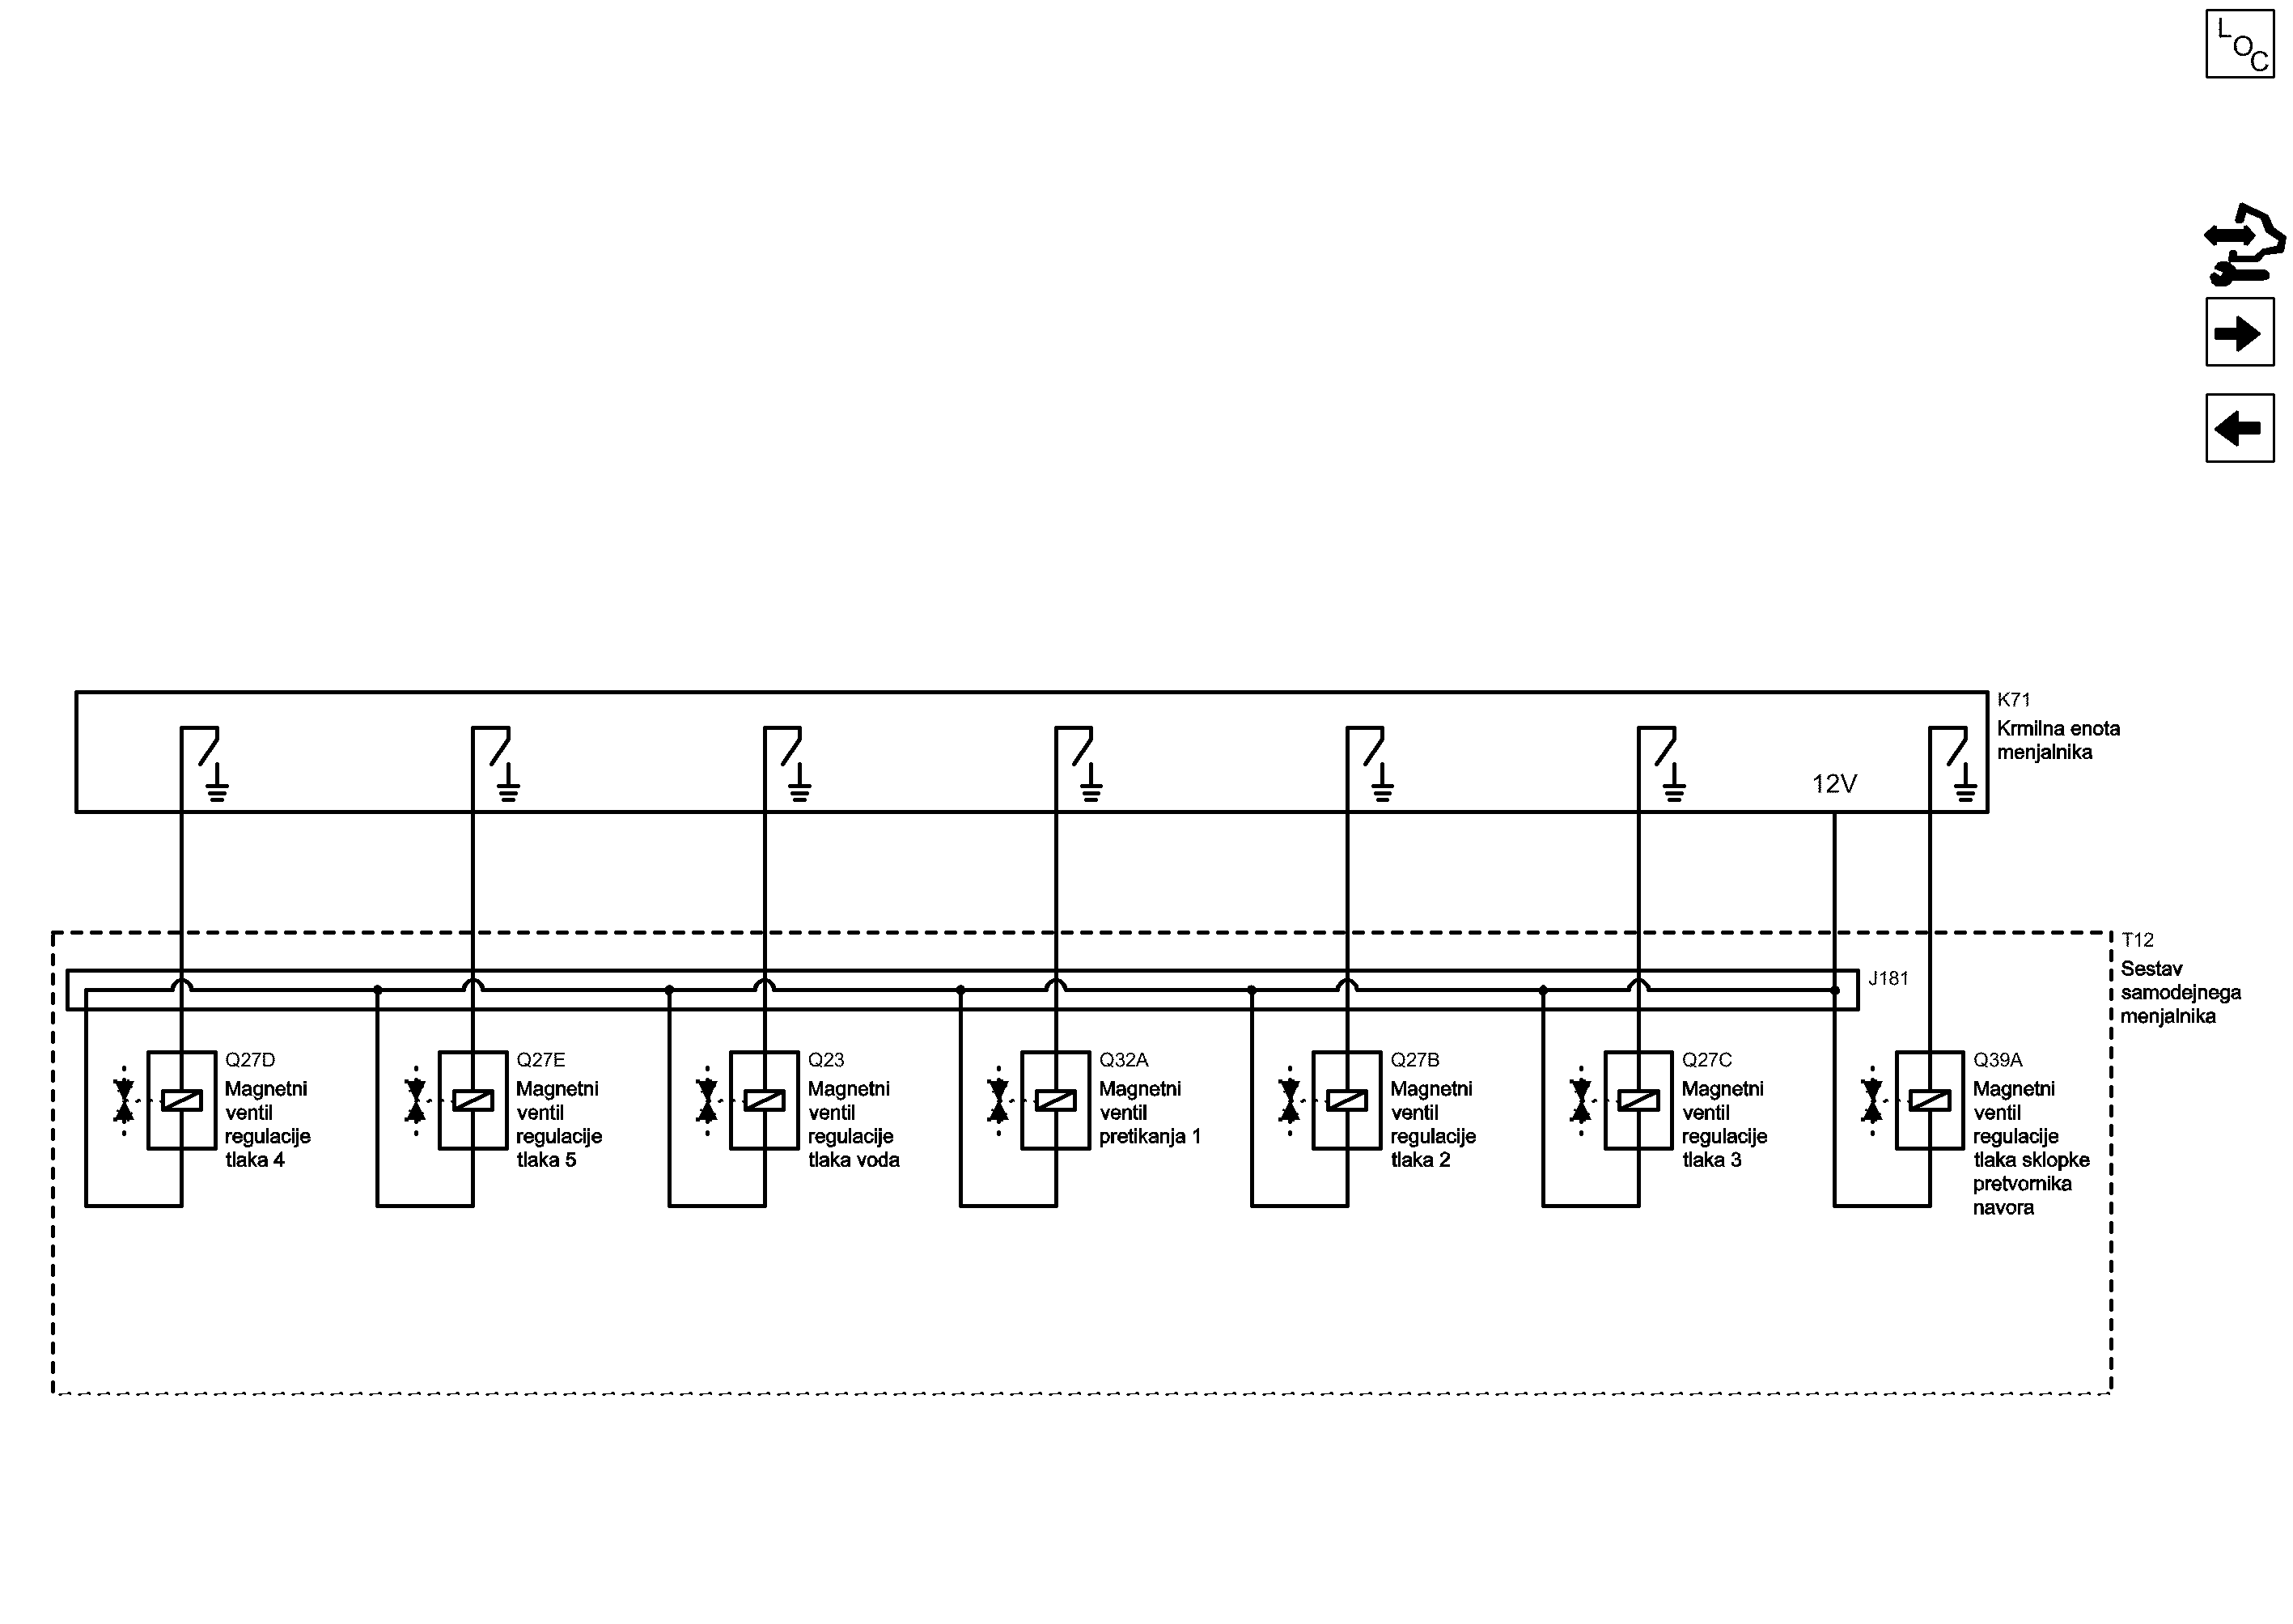 LOC
K71
Krmilna enota
menjalnika
12V
T12
Sestav
samodejnega
menjalnika
J181
Q27D
Magnetni
ventil
regulacije
tlaka 4
Q27E
Magnetni
ventil
regulacije
tlaka 5
Q23
Magnetni
ventil
regulacije
tlaka voda
Q32A
Magnetni
ventil
pretikanja 1
Q27B
Magnetni
ventil
regulacije
tlaka 2
Q27C
Magnetni
ventil
regulacije
tlaka 3
Q39A
Magnetni
ventil
regulacije
tlaka sklopke
pretvornika
navora